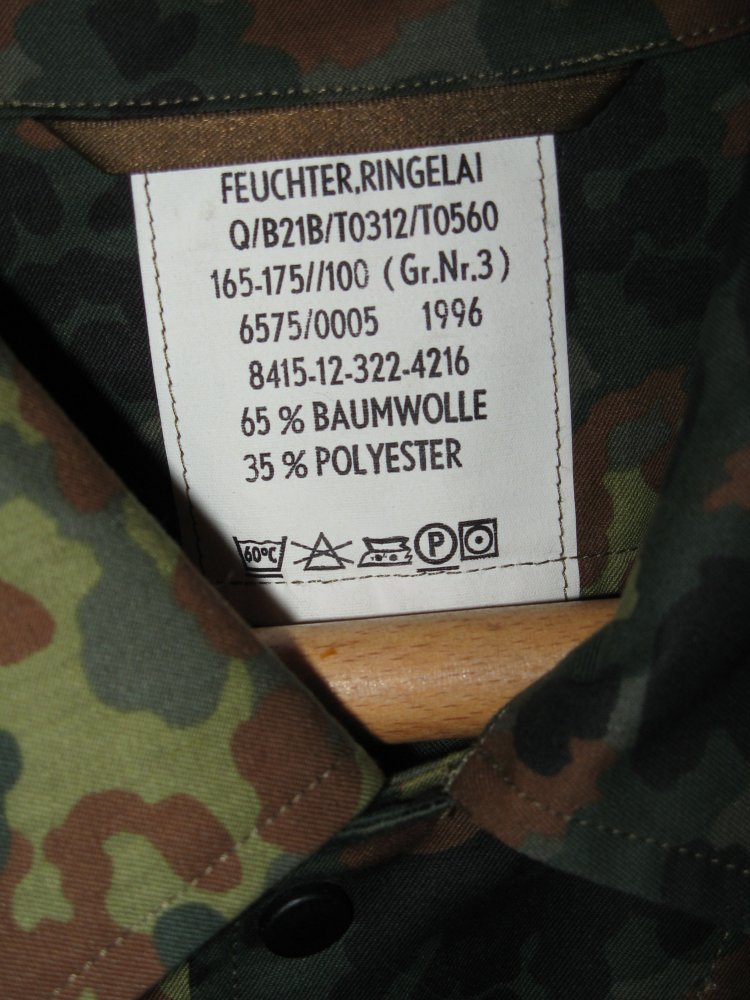 FEUCHTER,RINGELAI
Q/B21B/T0312/T0560
165-175//100 (Gr.Nr.3)
6575/0005 1996
8415-12-322-4216
65 % BAUMWOLLE
35 % POLYESTER
60°C P